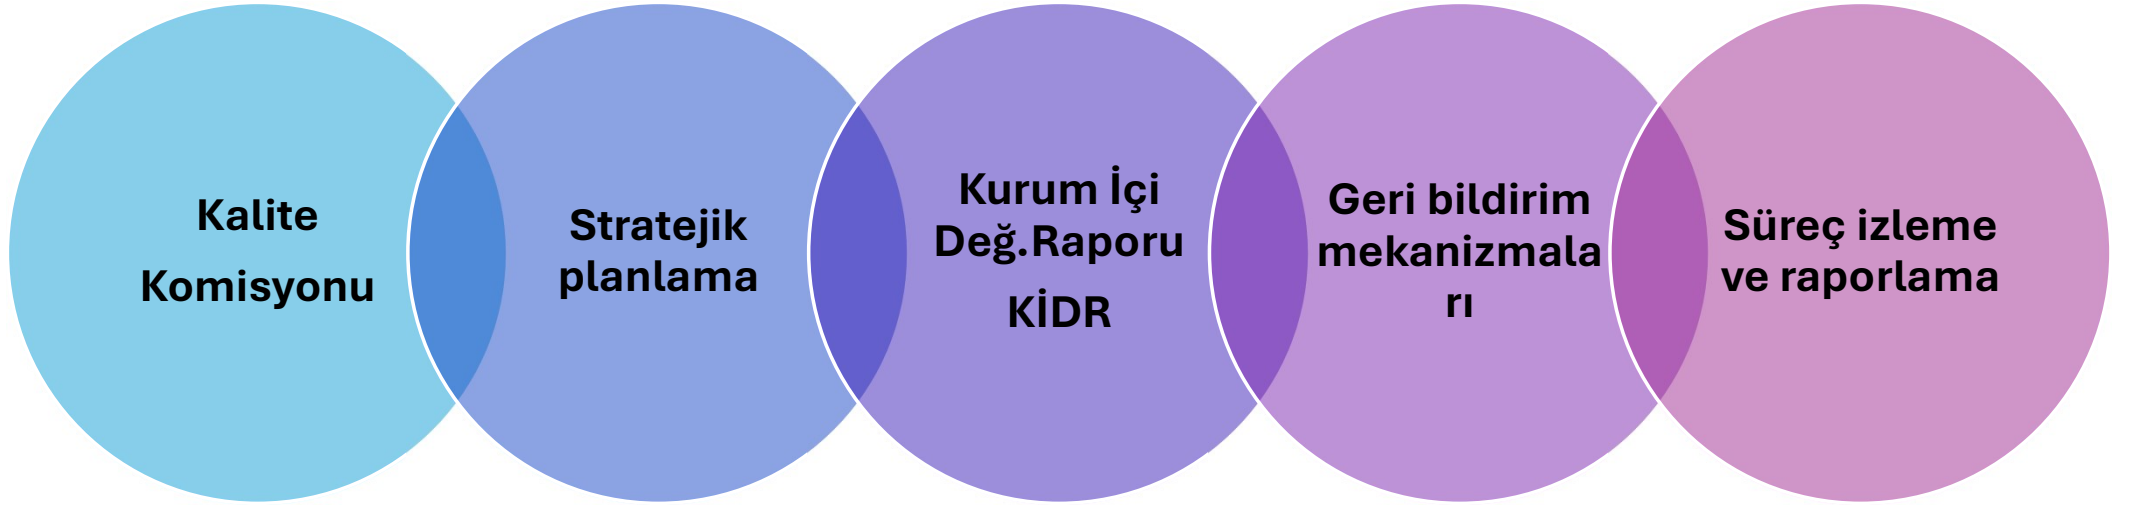 Kalite
Komisyonu
Stratejik
planlama
Kurum İçi
Değ.Raporu
KİDR
Geri bildirim
mekanizmala
rı
Süreç izleme
ve raporlama